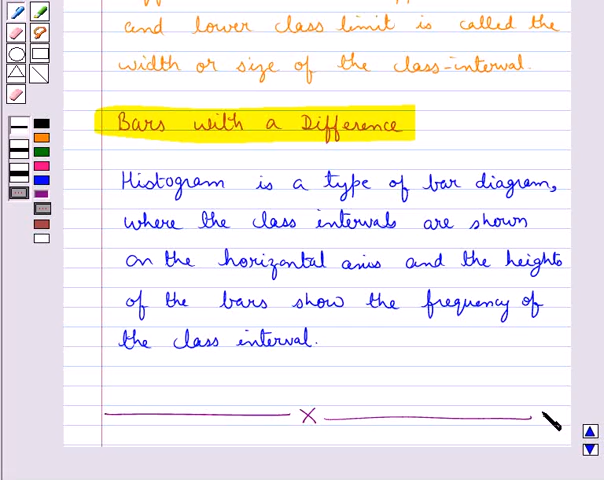 and lower class limit is called the
width or size of the class-interval.
Bars with a Difference
Histogram is a type of bar diagram,
where the class intervals are shown
on the horizontal axis and the heights
of the bars show the frequency of
the class interval.
X